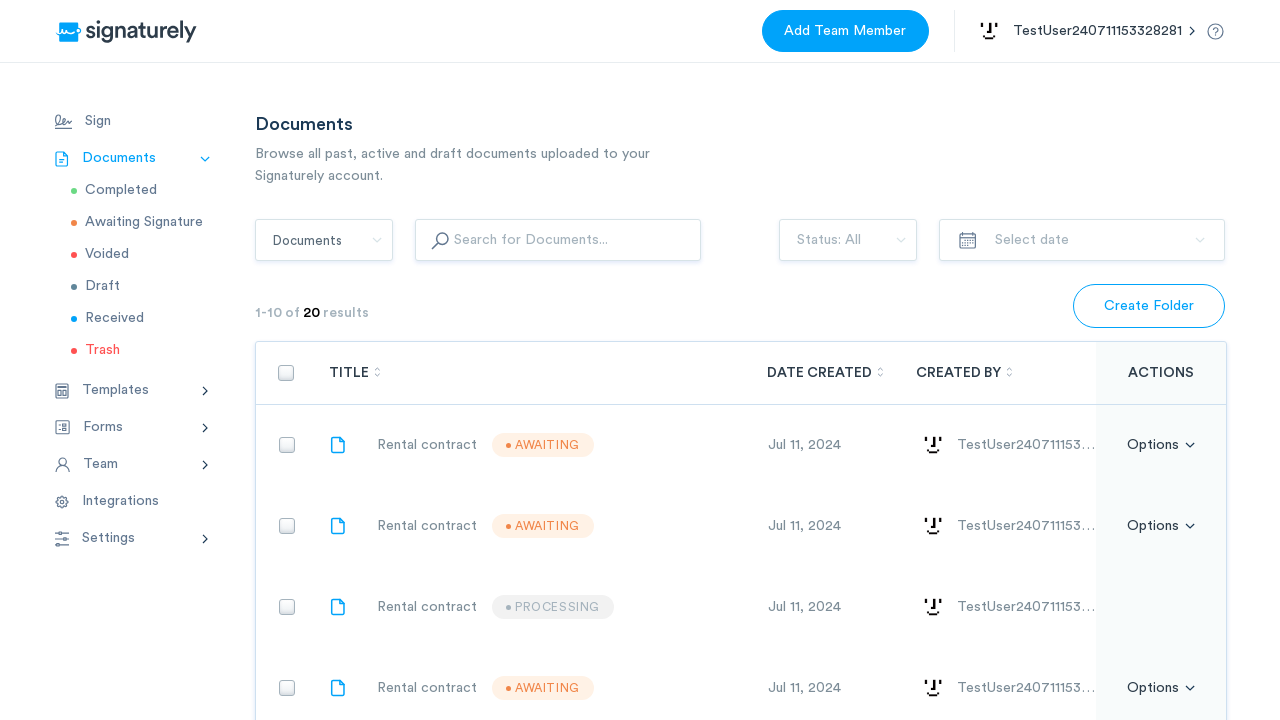 signaturely
Add Team Member
TestUser240711153328281
Sign
Documents
Completed
Awaiting Signature
Voided
Draft
Received
Trash
Templates
Forms
Team
Integrations
Settings
Documents
Browse all past, active and draft documents uploaded to your
Signaturely account.
Documents
Search for Documents...
Status: All
Select date
1-10 of 20 results
Create Folder
TITLE DATE CREATED CREATED BY ACTIONS
Rental contract AWAITING Jul 11, 2024 TestUser240711153... Options
Rental contract AWAITING Jul 11, 2024 TestUser240711153... Options
Rental contract PROCESSING Jul 11, 2024 TestUser240711153...
Rental contract AWAITING Jul 11, 2024 TestUser240711153... Options